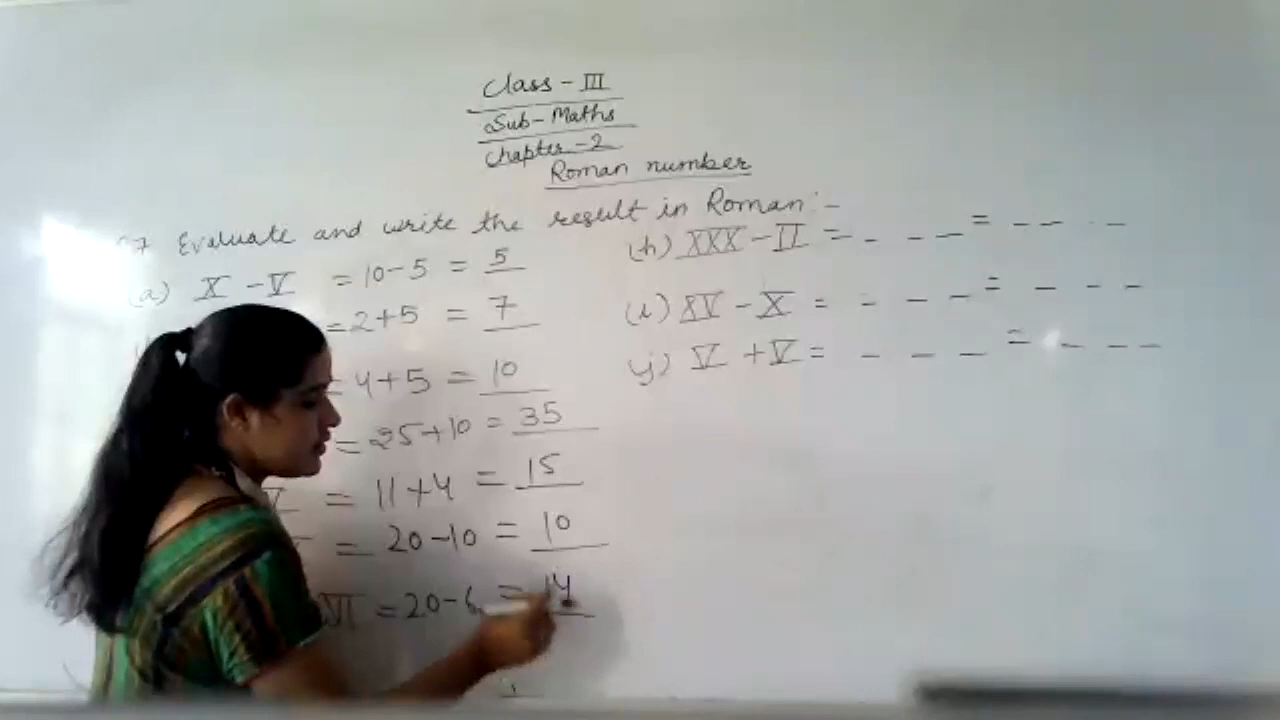 Class - III
Sub - Maths
Chapter - 2
Roman number
7 Evaluate and write the result in Roman :-
(a) X - V = 10 - 5 = 5
= 2 + 5 = 7
= 4 + 5 = 10
= 25 + 10 = 35
= 11 + 4 = 15
= 20 - 10 = 10
VI = 20 - 6 = 14
(h) XXX - II = _ _ _ = _ _ _
(i) XV - X = _ _ _ = _ _ _
(j) V + V = _ _ _ = _ _ _